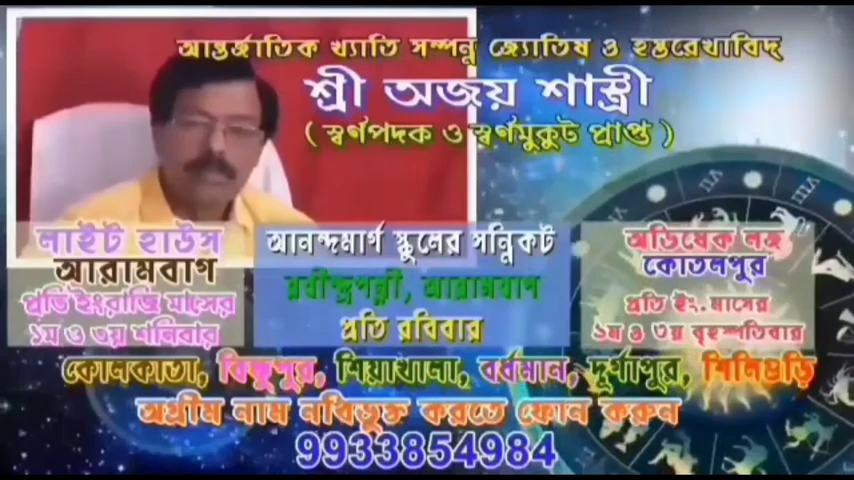 আন্তর্জাতিক খ্যাতি সম্পন্ন জ্যোতিষ ও হস্তরেখাবিদ্
শ্রী অজয় শাস্ত্রী
( স্বর্ণপদক ও স্বর্ণমুকুট প্রাপ্ত )
লাইট হাউস
আরামবাগ
প্রতি ইংরাজি মাসের
১ম ও ৩য় শনিবার
আনন্দমার্গ স্কুলের সন্নিকট
রবীন্দ্রপল্লী, আরামবাগ
প্রতি রবিবার
অভিষেক লজ
কোতলপুর
প্রতি ইং.মাসের
১ম ও ৩য় বৃহস্পতিবার
কোলকাতা, বিষ্ণুপুর, শিয়াখালা, বর্ধমান, দুর্গাপুর, শিলিগুড়ি
অগ্রীম নাম নথিভুক্ত করতে ফোন করুন
9933854984